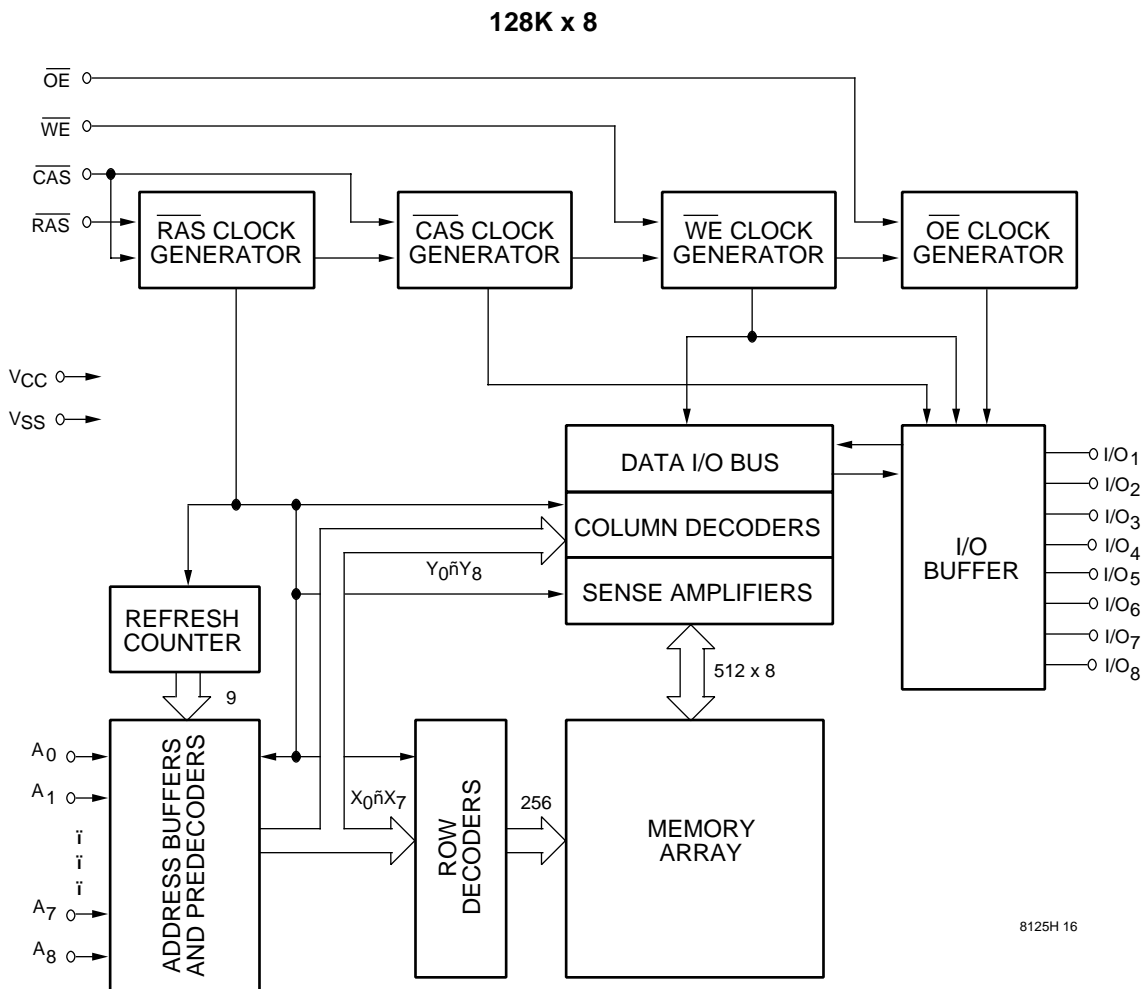 128K x 8
OE
WE
CAS
RAS
RAS CLOCK
GENERATOR
CAS CLOCK
GENERATOR
WE CLOCK
GENERATOR
OE CLOCK
GENERATOR
VCC
VSS
DATA I/O BUS
COLUMN DECODERS
SENSE AMPLIFIERS
I/O
BUFFER
I/O1
I/O2
I/O3
I/O4
I/O5
I/O6
I/O7
I/O8
Y0ñY8
REFRESH
COUNTER
9
512 x 8
A0
A1
ï
ï
ï
A7
A8
ADDRESS BUFFERS
AND PREDECODERS
X0ñX7
ROW
DECODERS
256
MEMORY
ARRAY
8125H 16